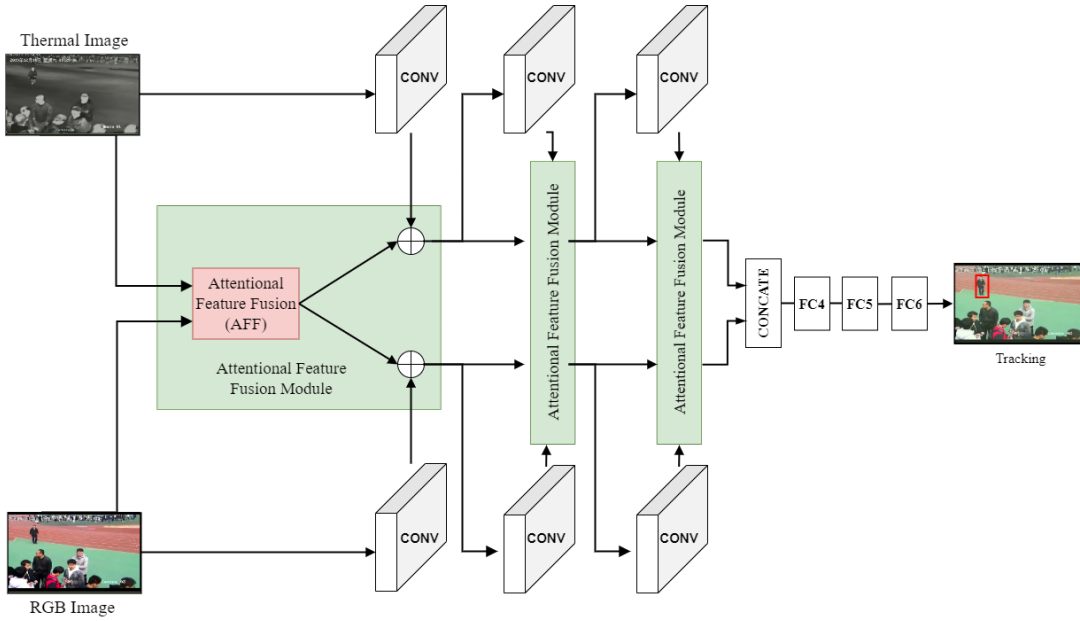 Thermal Image
CONV
CONV
CONV
Attentional
Feature Fusion
(AFF)
Attentional Feature
Fusion Module
Attentional Feature Fusion Module
Attentional Feature Fusion Module
CONCATE
FC4
FC5
FC6
Tracking
CONV
CONV
CONV
RGB Image